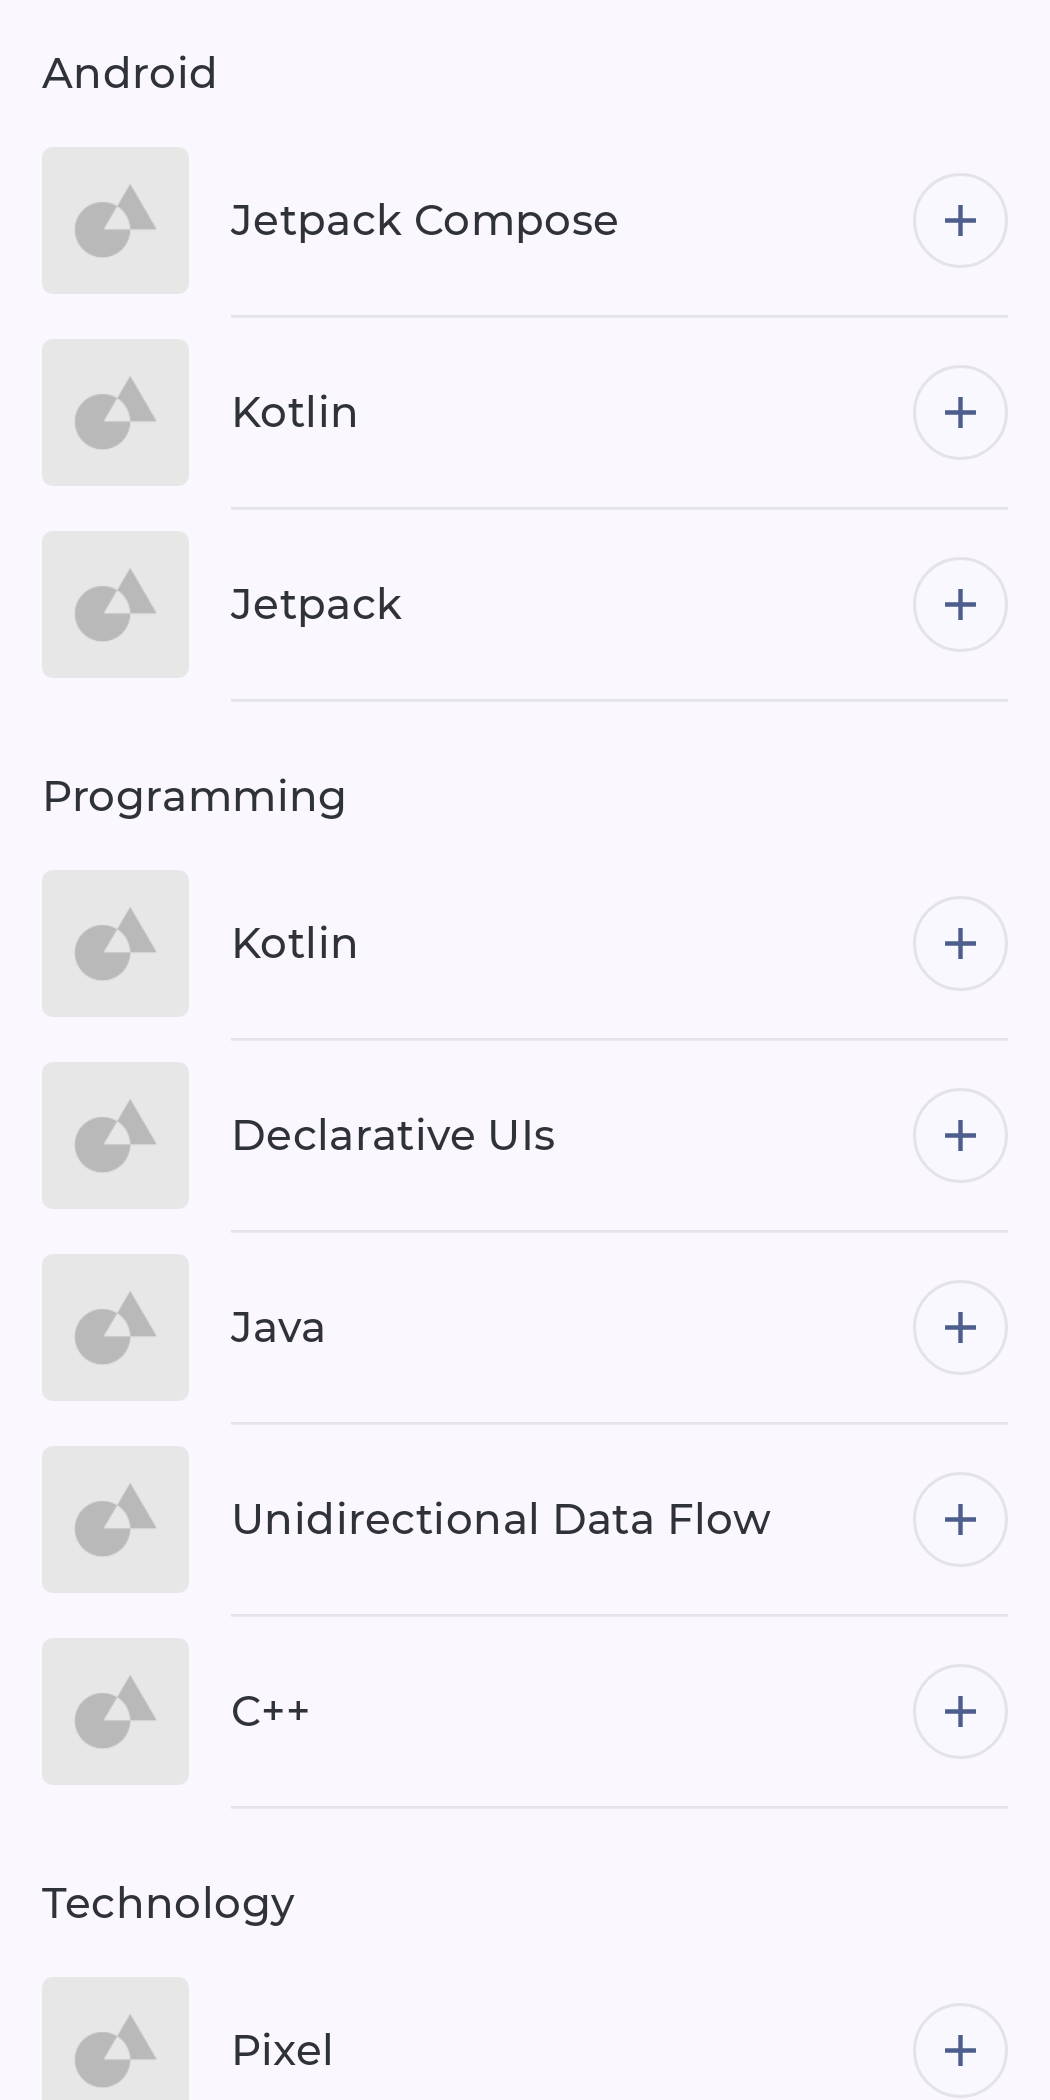 Android
Jetpack Compose
Kotlin
Jetpack
Programming
Kotlin
Declarative UIs
Java
Unidirectional Data Flow
C++
Technology
Pixel